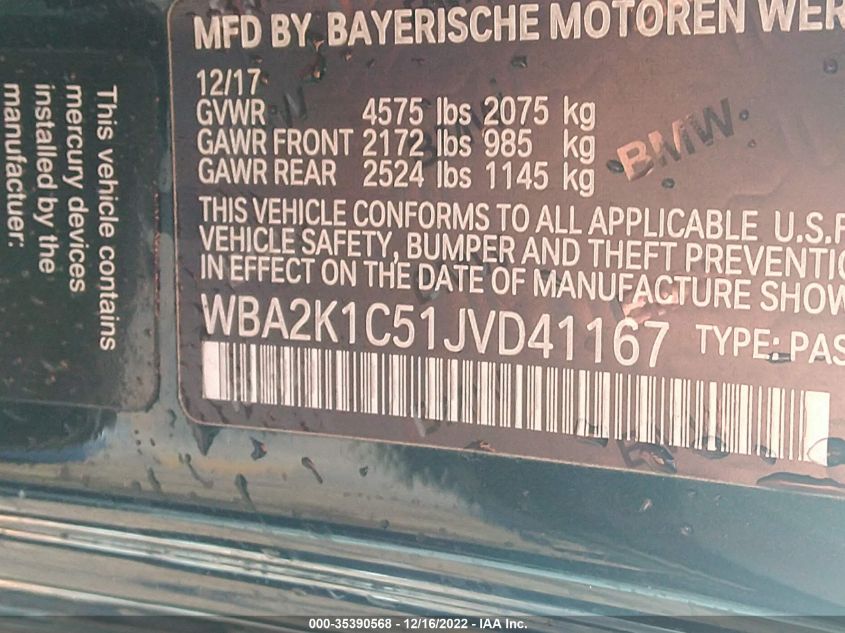 MFD BY BAYERISCHE MOTOREN WER
12/17
GVWR 4575 lbs 2075 kg
GAWR FRONT 2172 lbs 985 kg
GAWR REAR 2524 lbs 1145 kg
BMW
THIS VEHICLE CONFORMS TO ALL APPLICABLE U.S.F
VEHICLE SAFETY, BUMPER AND THEFT PREVENTIO
IN EFFECT ON THE DATE OF MANUFACTURE SHOW
WBA2K1C51JVD41167 TYPE: PAS
This vehicle contains
mercury devices
installed by the
manufactuer:
000-35390568 - 12/16/2022 - IAA Inc.